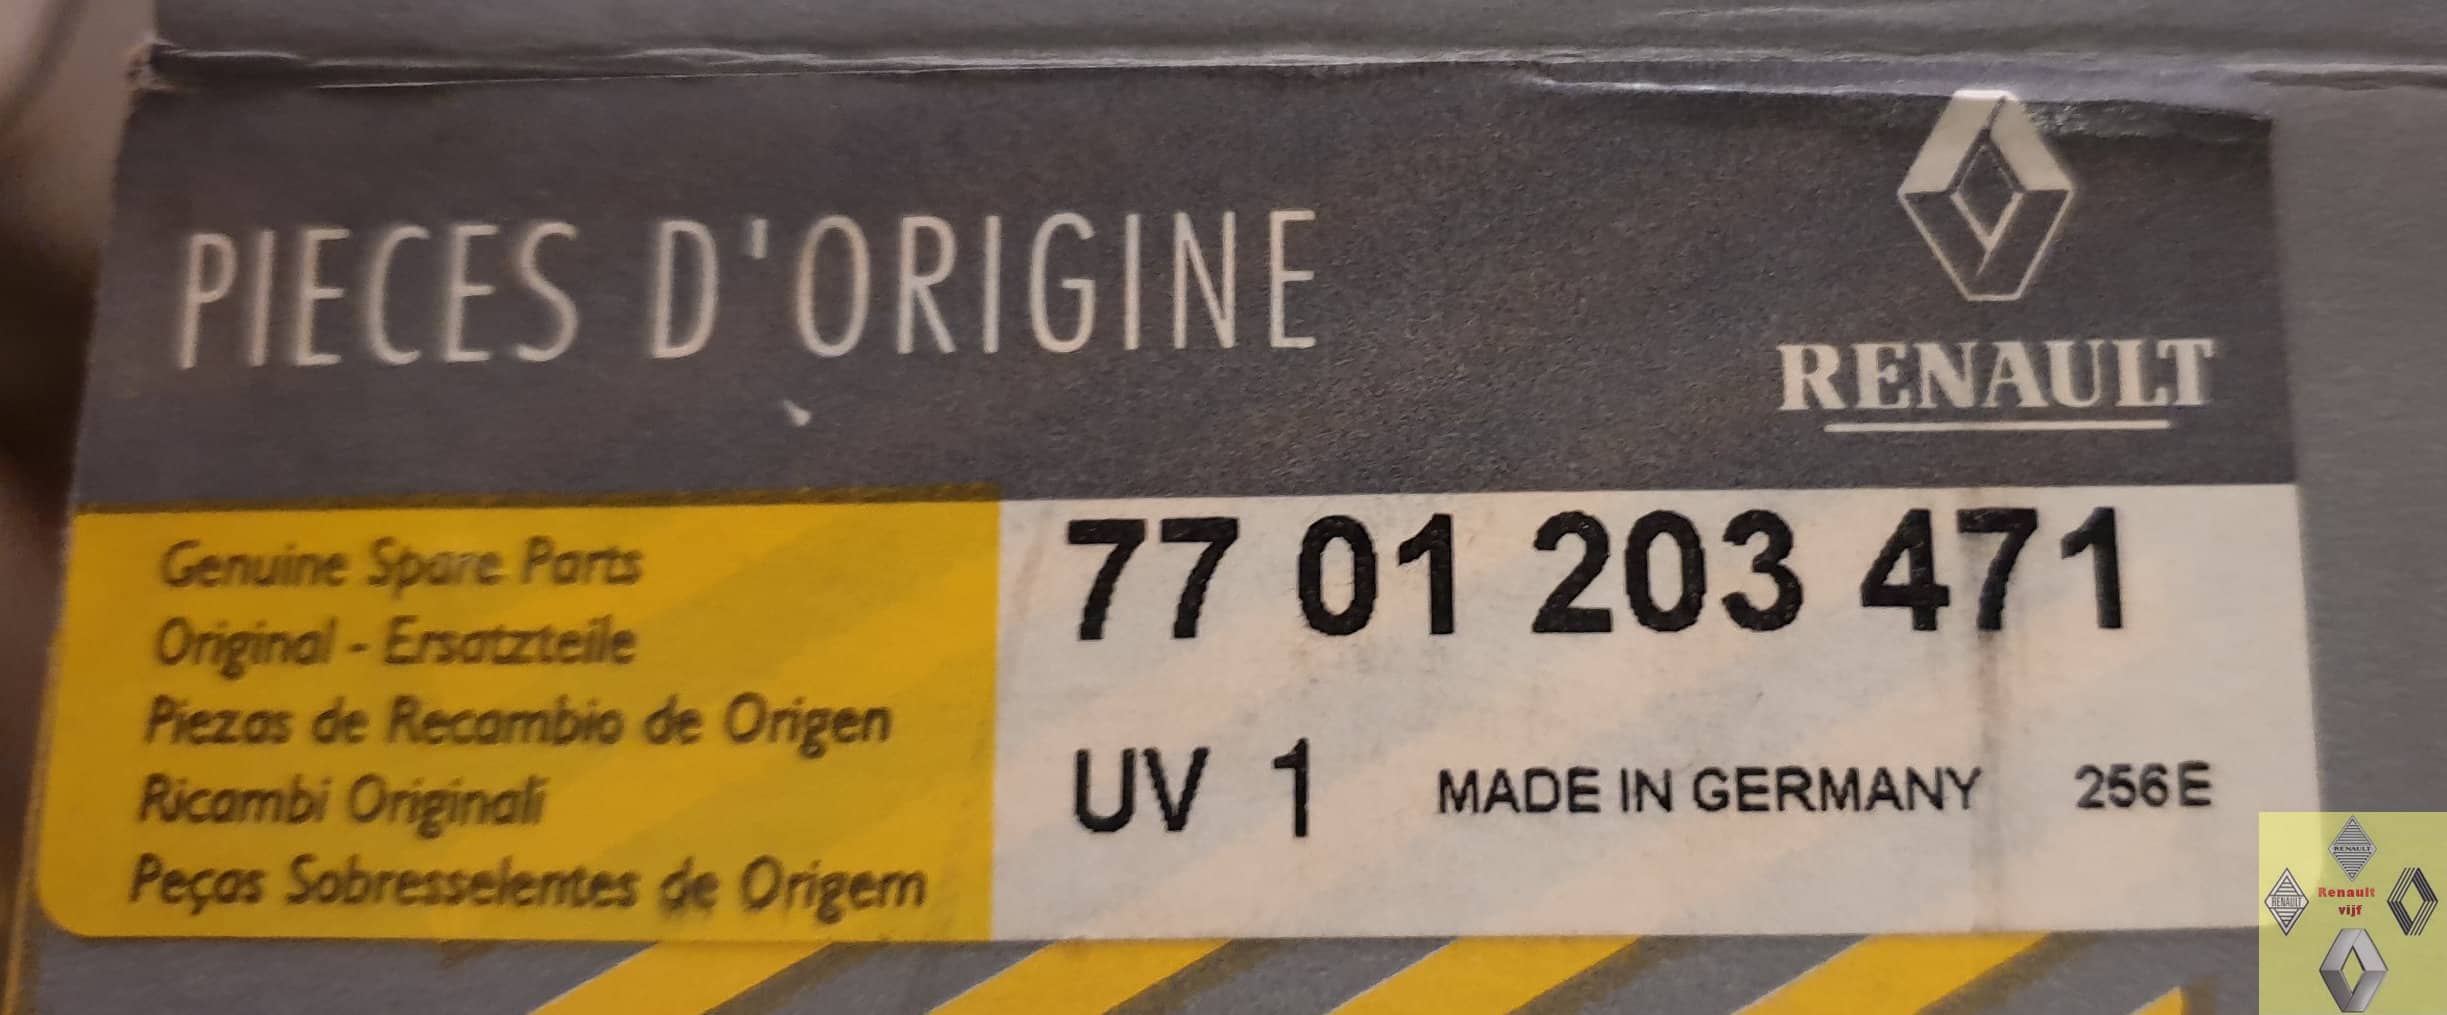 PIECES D'ORIGINE
RENAULT
Genuine Spare Parts
Original - Ersatzteile
Piezas de Recambio de Origen
Ricambi Originali
Peças Sobresselentes de Origem
77 01 203 471
UV 1 MADE IN GERMANY 256E
RENAULT
RENAULT
Renault
vijf